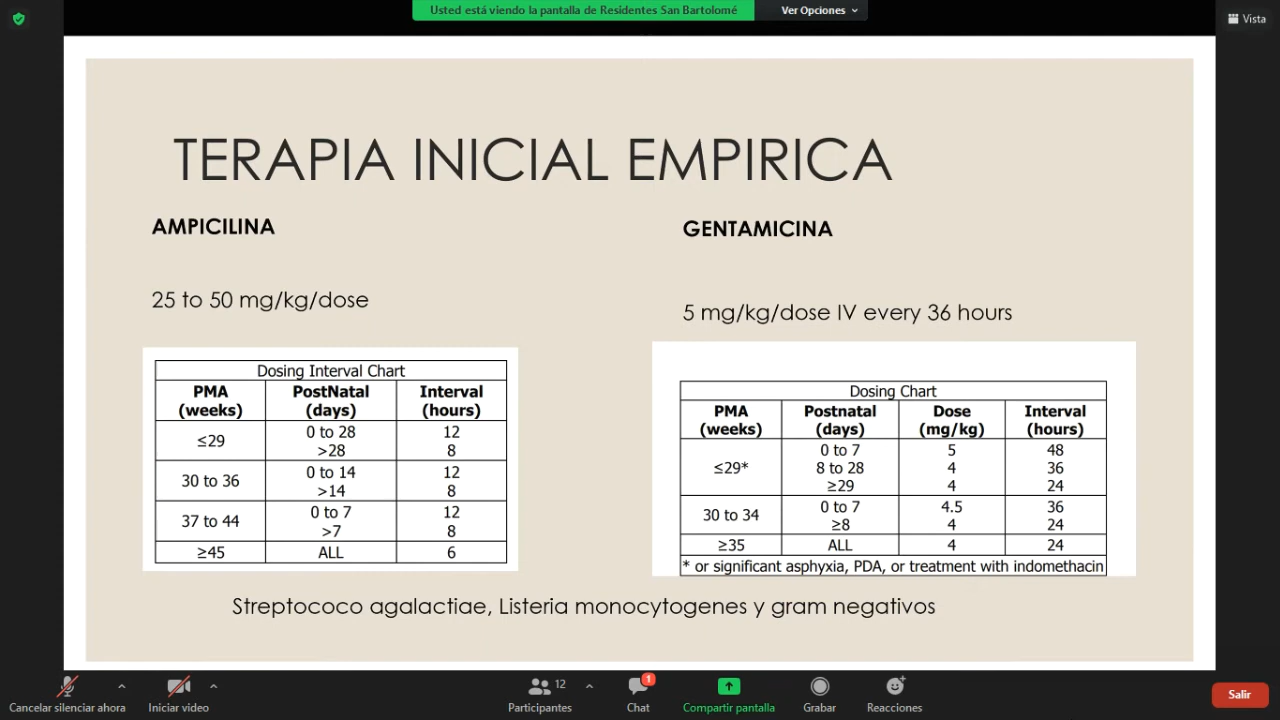 Usted está viendo la pantalla de Residentes San Bartolomé
Ver Opciones
Vista
TERAPIA INICIAL EMPIRICA
AMPICILINA
25 to 50 mg/kg/dose
Dosing Interval Chart
PMA (weeks) PostNatal (days) Interval (hours)
≤29 0 to 28 12
>28 8
30 to 36 0 to 14 12
>14 8
37 to 44 0 to 7 12
>7 8
≥45 ALL 6
GENTAMICINA
5 mg/kg/dose IV every 36 hours
Dosing Chart
PMA (weeks) Postnatal (days) Dose (mg/kg) Interval (hours)
≤29* 0 to 7 5 48
8 to 28 4 36
≥29 4 24
30 to 34 0 to 7 4.5 36
≥8 4 24
≥35 ALL 4 24
* or significant asphyxia, PDA, or treatment with indomethacin
Streptococo agalactiae, Listeria monocytogenes y gram negativos
Cancelar silenciar ahora
Iniciar video
12
Participantes
1
Chat
Compartir pantalla
Grabar
Reacciones
Salir